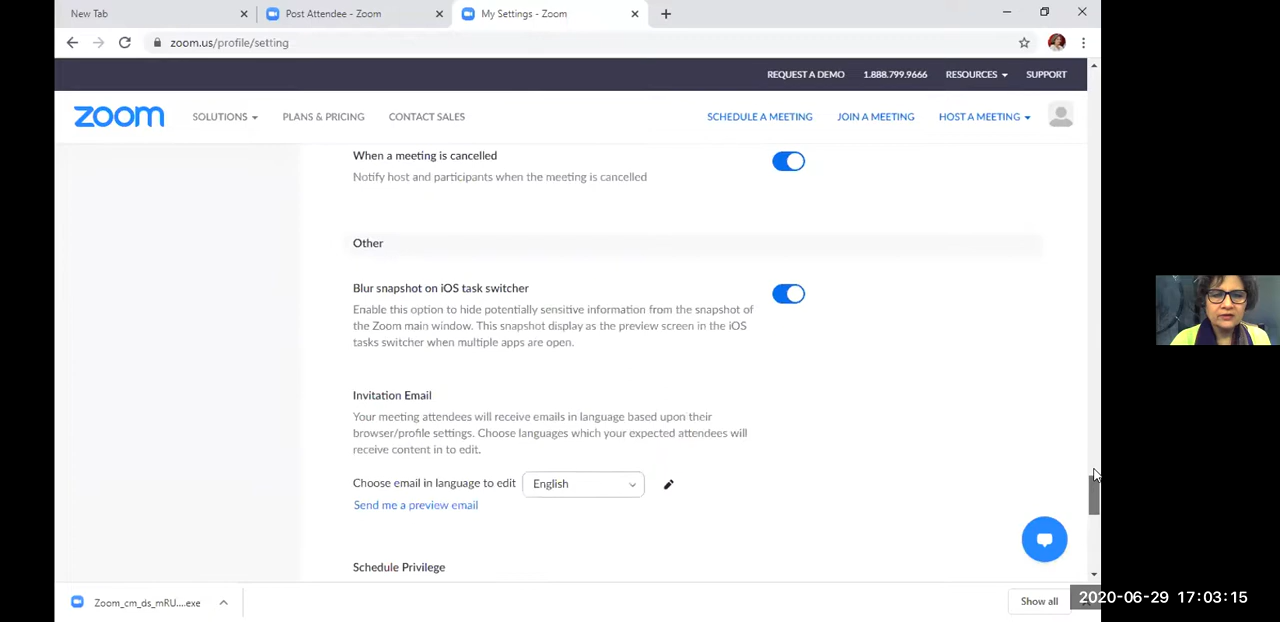 New Tab
Post Attendee - Zoom
My Settings - Zoom
zoom.us/profile/setting
REQUEST A DEMO 1.888.799.9666 RESOURCES SUPPORT
zoom SOLUTIONS PLANS & PRICING CONTACT SALES SCHEDULE A MEETING JOIN A MEETING HOST A MEETING
When a meeting is cancelled
Notify host and participants when the meeting is cancelled
Other
Blur snapshot on iOS task switcher
Enable this option to hide potentially sensitive information from the snapshot of
the Zoom main window. This snapshot display as the preview screen in the iOS
tasks switcher when multiple apps are open.
Invitation Email
Your meeting attendees will receive emails in language based upon their
browser/profile settings. Choose languages which your expected attendees will
receive content in to edit.
Choose email in language to edit English
Send me a preview email
Schedule Privilege
Zoom_cm_ds_mRU....exe
Show all
2020-06-29 17:03:15